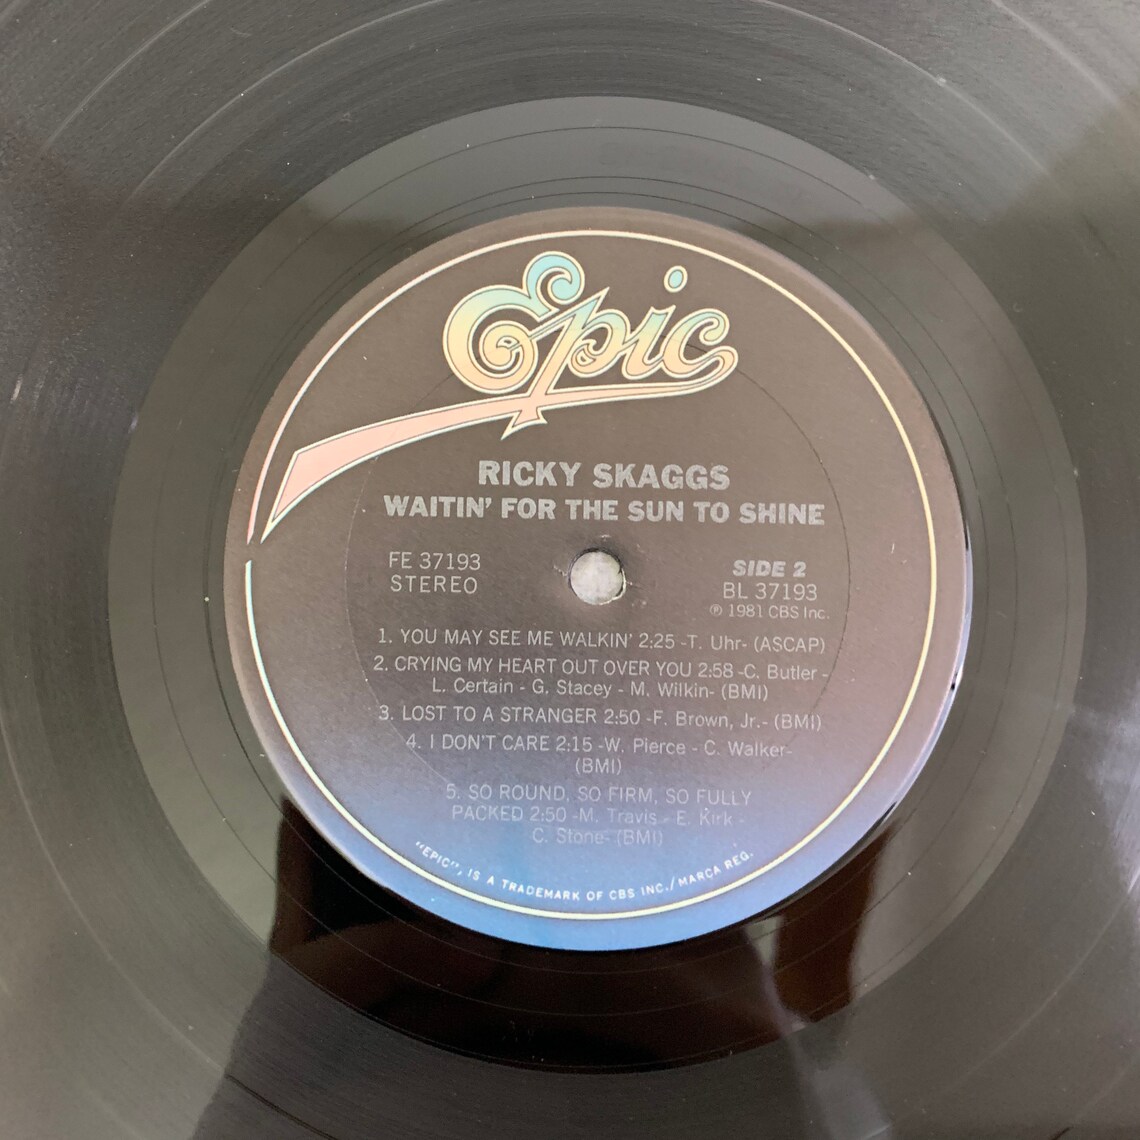 Epic
RICKY SKAGGS
WAITIN' FOR THE SUN TO SHINE
FE 37193
STEREO
SIDE 2
BL 37193
℗ 1981 CBS Inc.
1. YOU MAY SEE ME WALKIN' 2:25 -T. Uhr- (ASCAP)
2. CRYING MY HEART OUT OVER YOU 2:58 -C. Butler -
L. Certain - G. Stacey - M. Wilkin- (BMI)
3. LOST TO A STRANGER 2:50 -F. Brown, Jr.- (BMI)
4. I DON'T CARE 2:15 -W. Pierce - C. Walker-
(BMI)
5. SO ROUND, SO FIRM, SO FULLY
PACKED 2:50 -M. Travis - E. Kirk -
C. Stone- (BMI)
"EPIC", IS A TRADEMARK OF CBS INC./MARCA REG.